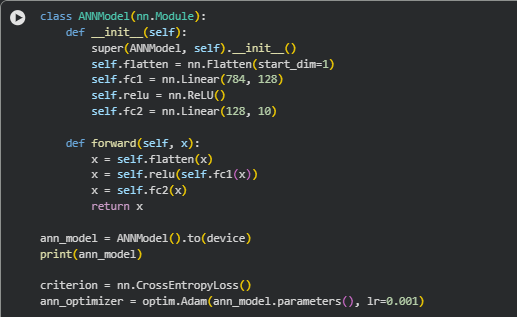 class ANNModel(nn.Module):
    def __init__(self):
        super(ANNModel, self).__init__()
        self.flatten = nn.Flatten(start_dim=1)
        self.fc1 = nn.Linear(784, 128)
        self.relu = nn.ReLU()
        self.fc2 = nn.Linear(128, 10)

    def forward(self, x):
        x = self.flatten(x)
        x = self.relu(self.fc1(x))
        x = self.fc2(x)
        return x

ann_model = ANNModel().to(device)
print(ann_model)

criterion = nn.CrossEntropyLoss()
ann_optimizer = optim.Adam(ann_model.parameters(), lr=0.001)